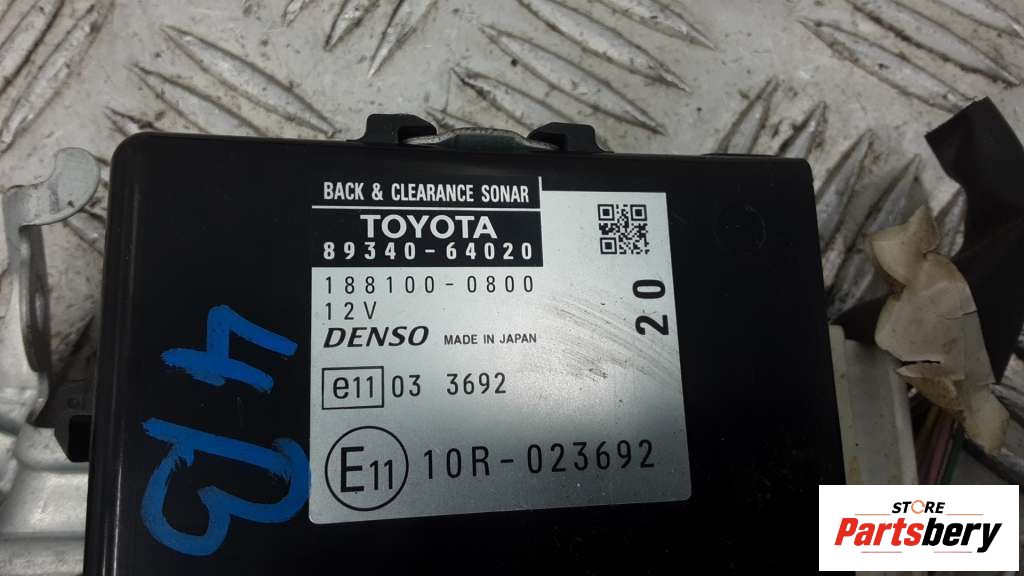 BACK & CLEARANCE SONAR
TOYOTA
89340-64020
188100-0800
12V
DENSO MADE IN JAPAN
20
e11 03 3692
E11 10R-023692
STORE
Partsbery